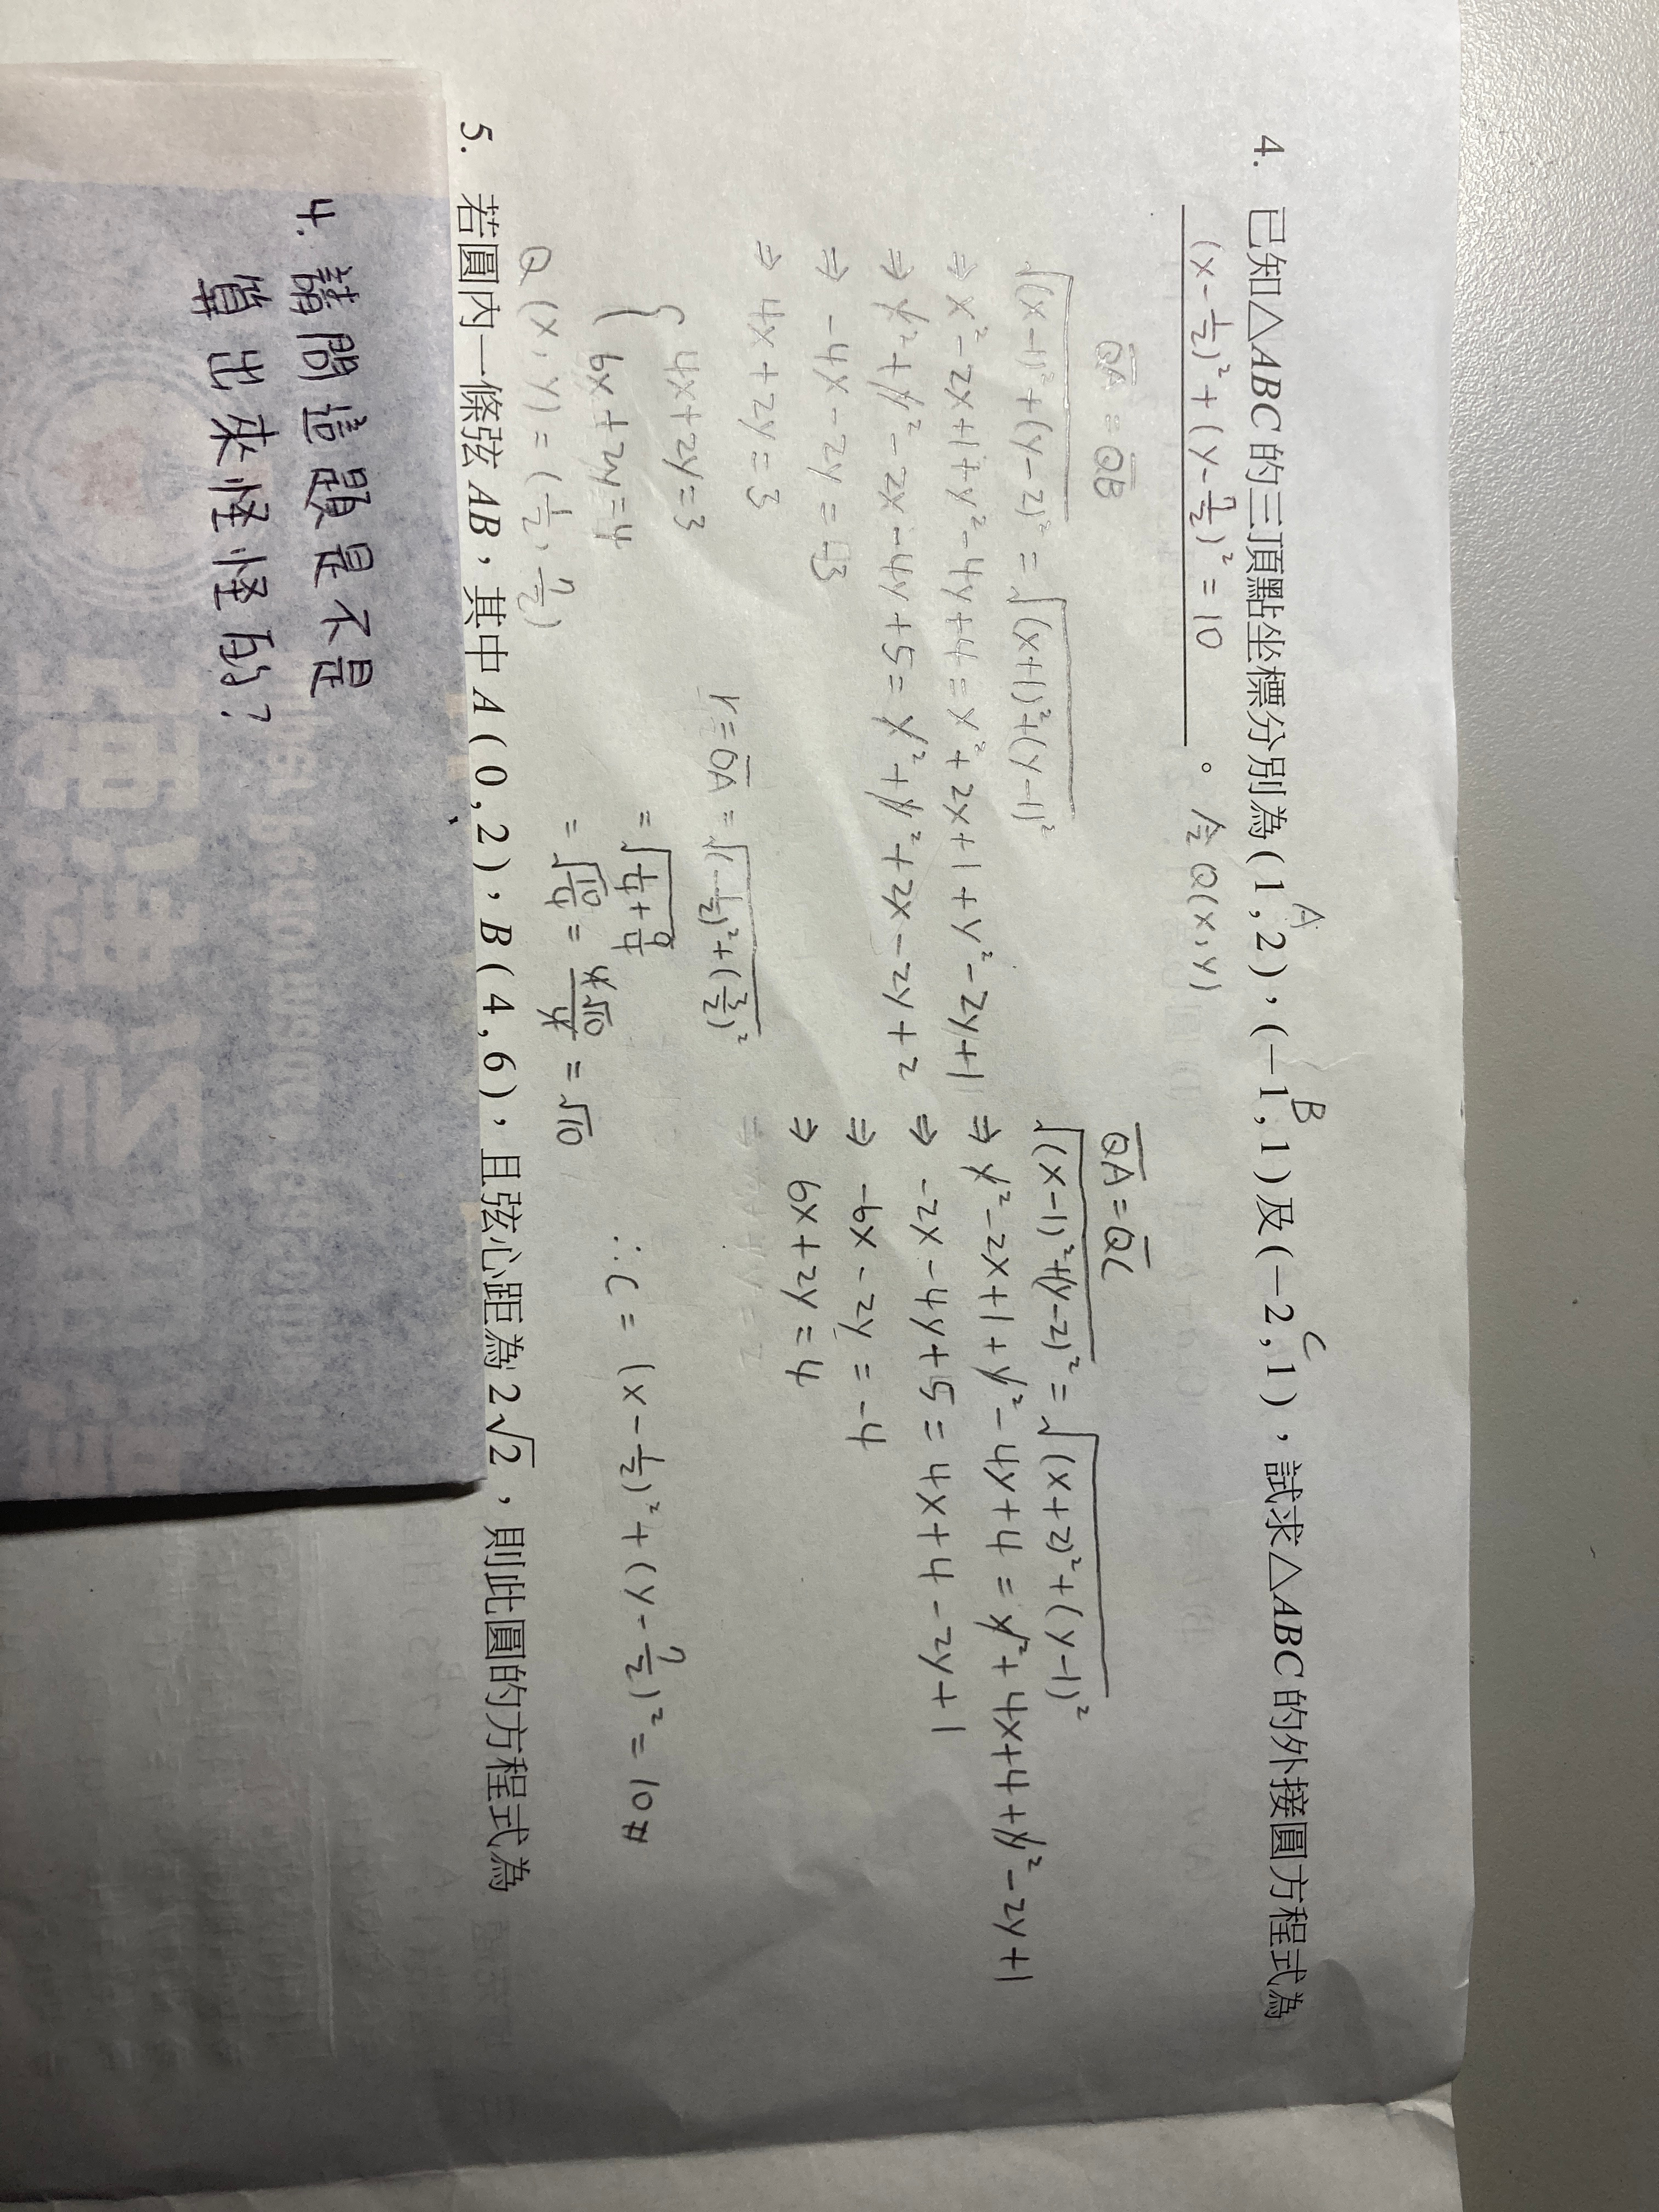 4. 已知△ABC的三頂點坐標分別為(1,2),(−1,1)及(−2,1),試求△ABC的外接圓方程式為
A B C
(x-1/2)²+(y-7/2)²=10 。 令Q(x,y)
QA=QB
√(x-1)²+(y-2)² = √(x+1)²+(y-1)²
⇒ x²-2x+1+y²-4y+4=x²+2x+1+y²-2y+1
⇒ x²+y²-2x-4y+5=x²+y²+2x-2y+2
⇒ -4x-2y=-3
⇒ 4x+2y=3
{ 4x+2y=3
6x+2y=4
Q(x,y)=(1/2,1/2)
QA=QC
√(x-1)²+(y-2)² = √(x+2)²+(y-1)²
⇒ x²-2x+1+y²-4y+4=x²+4x+4+y²-2y+1
⇒ -2x-4y+5=4x+4-2y+1
⇒ -6x-2y=-4
⇒ 6x+2y=4
r=QA=√(-1/2)²+(3/2)²
=√1/4+9/4
=√10/4=4√10/4=√10
∴C=(x-1/2)²+(y-7/2)²=10#
5. 若圓內一條弦AB,其中A(0,2),B(4,6),且弦心距為2√2,則此圓的方程式為
4. 請問這題是不是
算出來怪怪的?